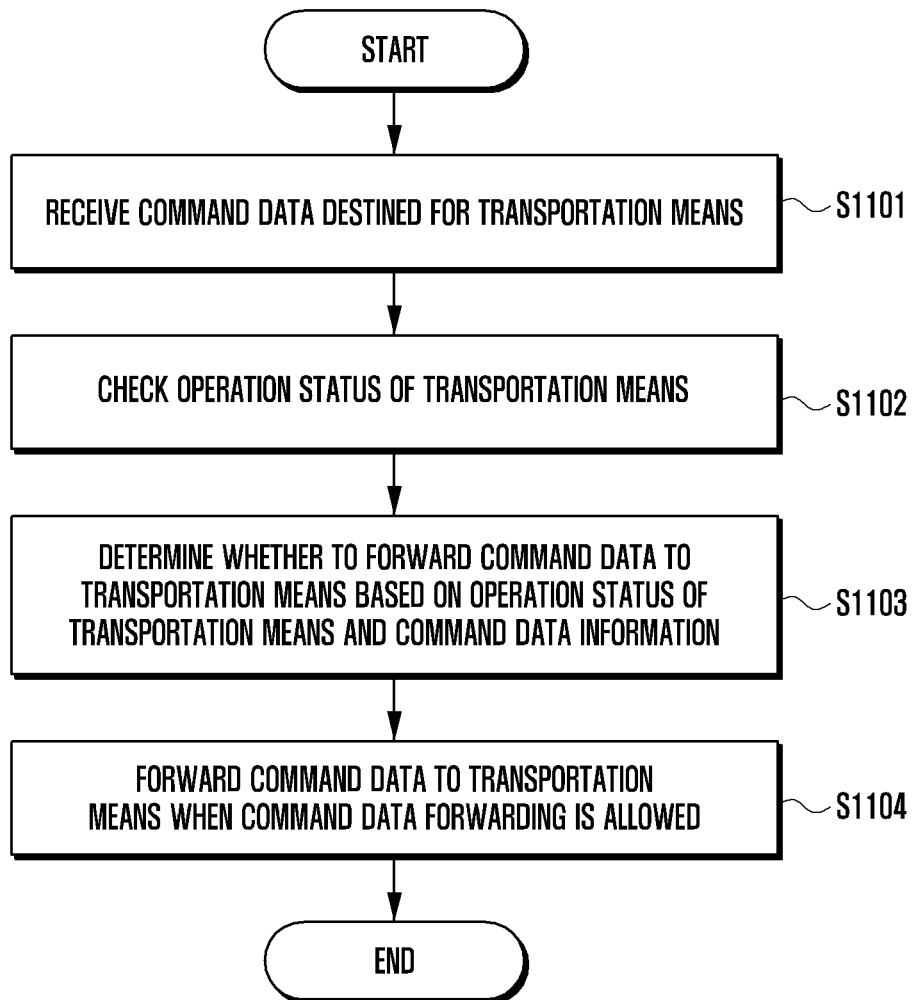 START
RECEIVE COMMAND DATA DESTINED FOR TRANSPORTATION MEANS
S1101
CHECK OPERATION STATUS OF TRANSPORTATION MEANS
S1102
DETERMINE WHETHER TO FORWARD COMMAND DATA TO
TRANSPORTATION MEANS BASED ON OPERATION STATUS OF
TRANSPORTATION MEANS AND COMMAND DATA INFORMATION
S1103
FORWARD COMMAND DATA TO TRANSPORTATION
MEANS WHEN COMMAND DATA FORWARDING IS ALLOWED
S1104
END